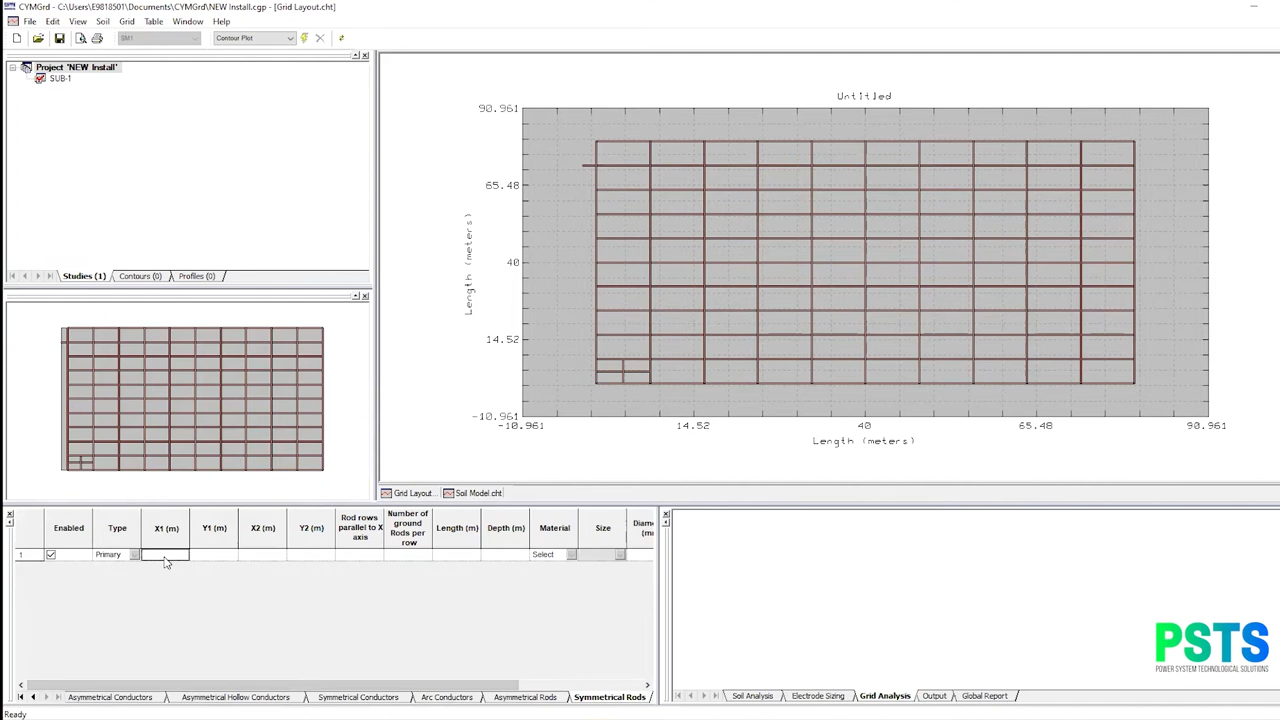 CYMGrd - C:\Users\E9818501\Documents\CYMGrd\NEW Install.cgp - [Grid Layout.cht]
File Edit View Soil Grid Table Window Help
SM1 Contour Plot
Project 'NEW Install'
SUB-1
Studies (1) Contours (0) Profiles (0)
Untitled
90.961
65.48
40
14.52
-10.961
Length (meters)
-10.961 14.52 40 65.48 90.961
Length (meters)
Grid Layout... Soil Model.cht
Enabled Type X1 (m) Y1 (m) X2 (m) Y2 (m) Rod rows parallel to X axis Number of ground Rods per row Length (m) Depth (m) Material Size Diame (mm
1 Primary Select
Asymmetrical Conductors Asymmetrical Hollow Conductors Symmetrical Conductors Arc Conductors Asymmetrical Rods Symmetrical Rods
Soil Analysis Electrode Sizing Grid Analysis Output Global Report
PSTS
POWER SYSTEM TECHNOLOGICAL SOLUTIONS
Ready